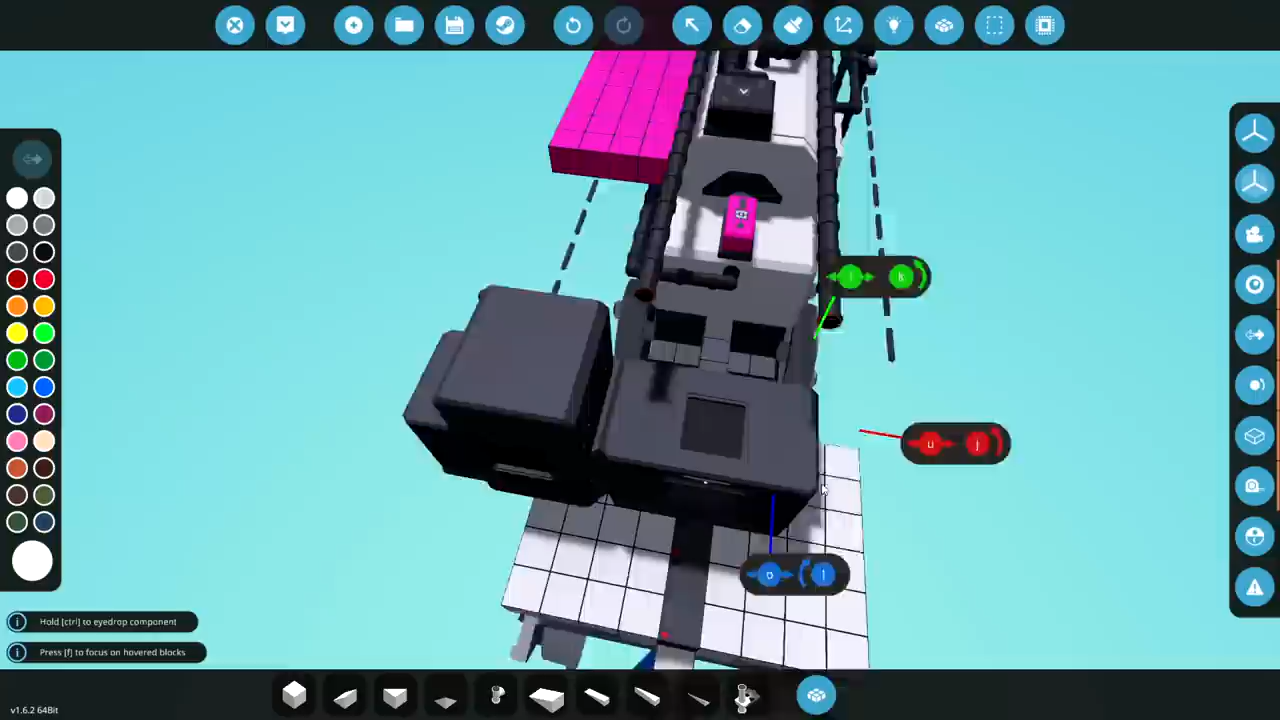 k
u
j
Hold [ctrl] to eyedrop component
Press [f] to focus on hovered blocks
v1.6.2 64Bit